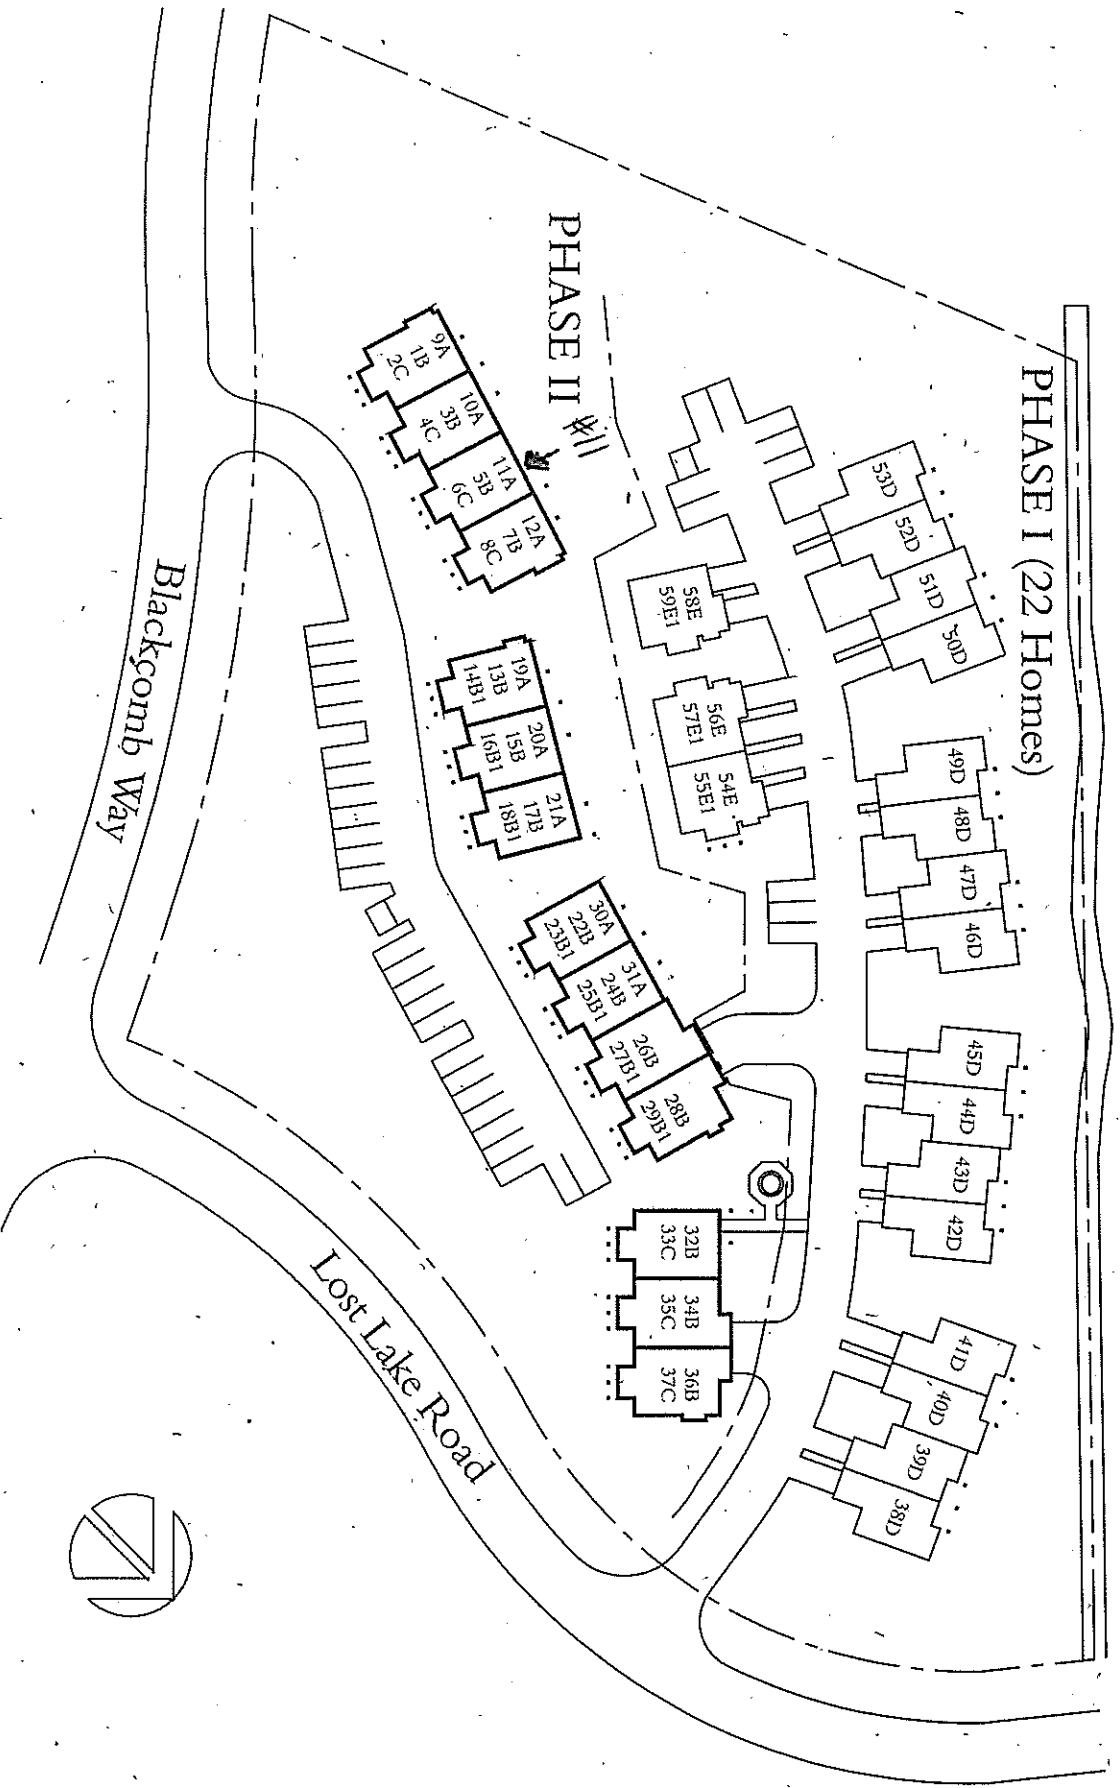 PHASE I (22 Homes)
53D
52D
51D
50D
49D
48D
47D
46D
45D
44D
43D
42D
41D
40D
39D
38D
58E
59E1
56E
57E1
54E
55E1
PHASE II
#11
9A
1B
2C
10A
3B
4C
11A
5B
6C
12A
7B
8C
19A
13B
14B1
20A
15B
16B1
21A
17B
18B1
30A
22B
23B1
31A
24B
25B1
26B
27B1
28B
29B1
32B
33C
34B
35C
36B
37C
Blackcomb Way
Lost Lake Road